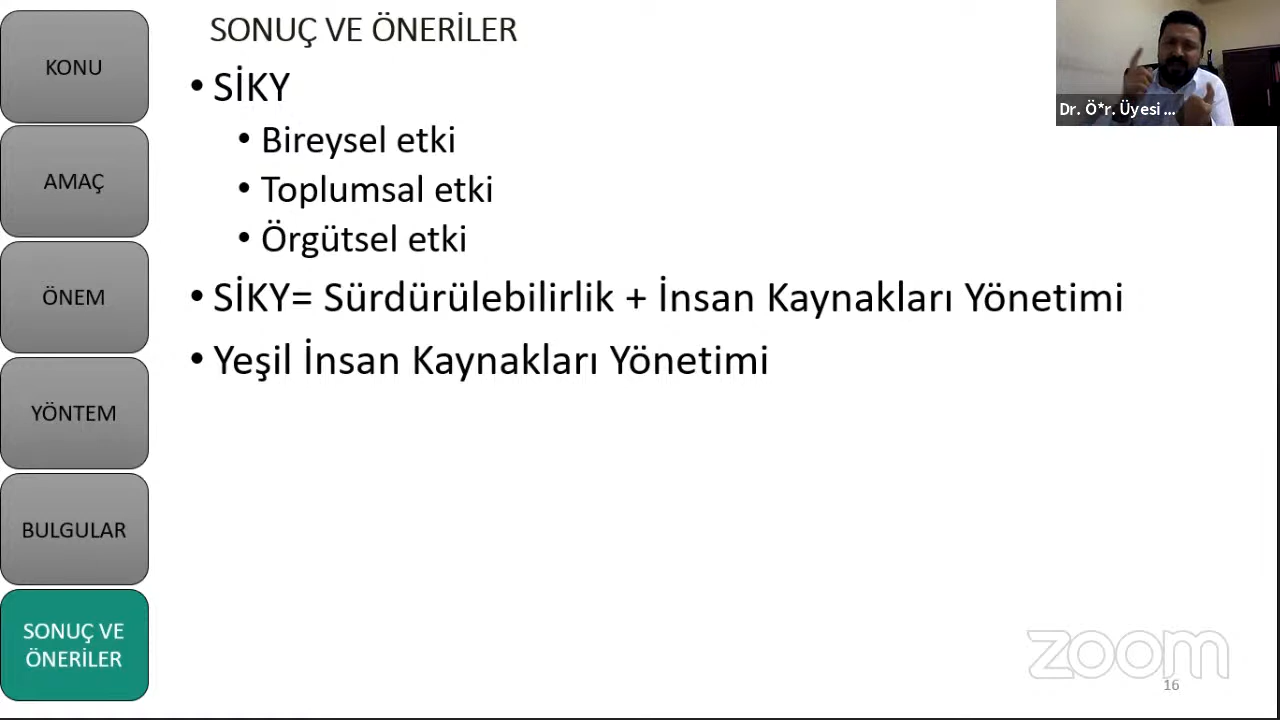 KONU
AMAÇ
ÖNEM
YÖNTEM
BULGULAR
SONUÇ VE
ÖNERİLER
SONUÇ VE ÖNERİLER
• SİKY
• Bireysel etki
• Toplumsal etki
• Örgütsel etki
• SİKY= Sürdürülebilirlik + İnsan Kaynakları Yönetimi
• Yeşil İnsan Kaynakları Yönetimi
Dr. Ö*r. Üyesi ...
zoom
16